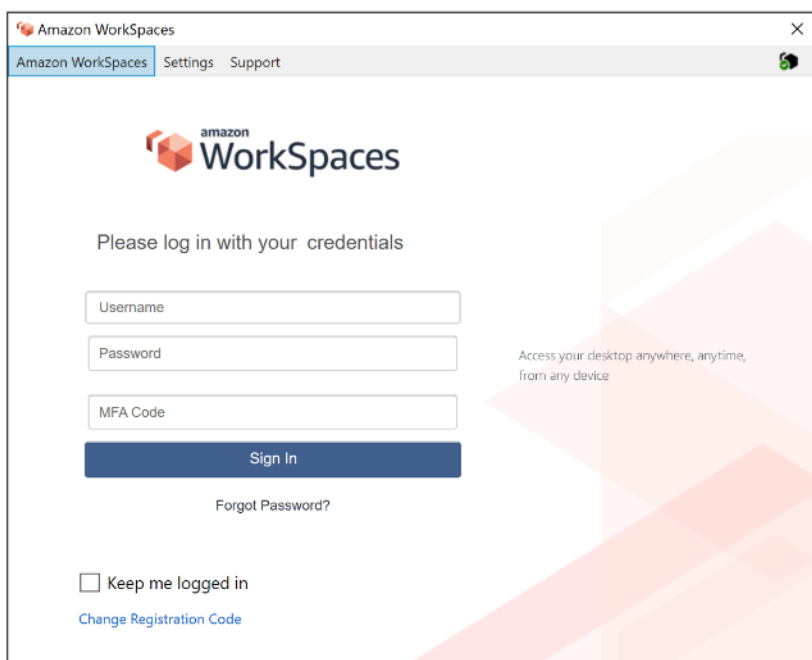 Amazon WorkSpaces
Amazon WorkSpaces Settings Support
amazon
WorkSpaces
Please log in with your credentials
Username
Password
MFA Code
Sign In
Forgot Password?
Access your desktop anywhere, anytime,
from any device
Keep me logged in
Change Registration Code